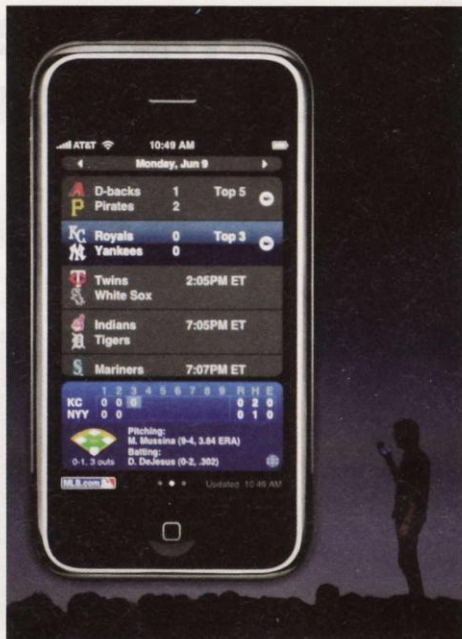 AT&T 10:49 AM
Monday, Jun 9
D-backs 1 Top 5
Pirates 2
Royals 0 Top 3
Yankees 0
Twins 2:05PM ET
White Sox
Indians 7:05PM ET
Tigers
Mariners 7:07PM ET
1 2 3 4 5 6 7 8 9 R H E
KC 0 0 0 0 2 0
NYY 0 0 0 1 0
Pitching:
M. Mussina (9-4, 3.84 ERA)
Batting:
0-1, 3 outs D. DeJesus (0-2, .302)
MLB.com Updated 10:48 AM